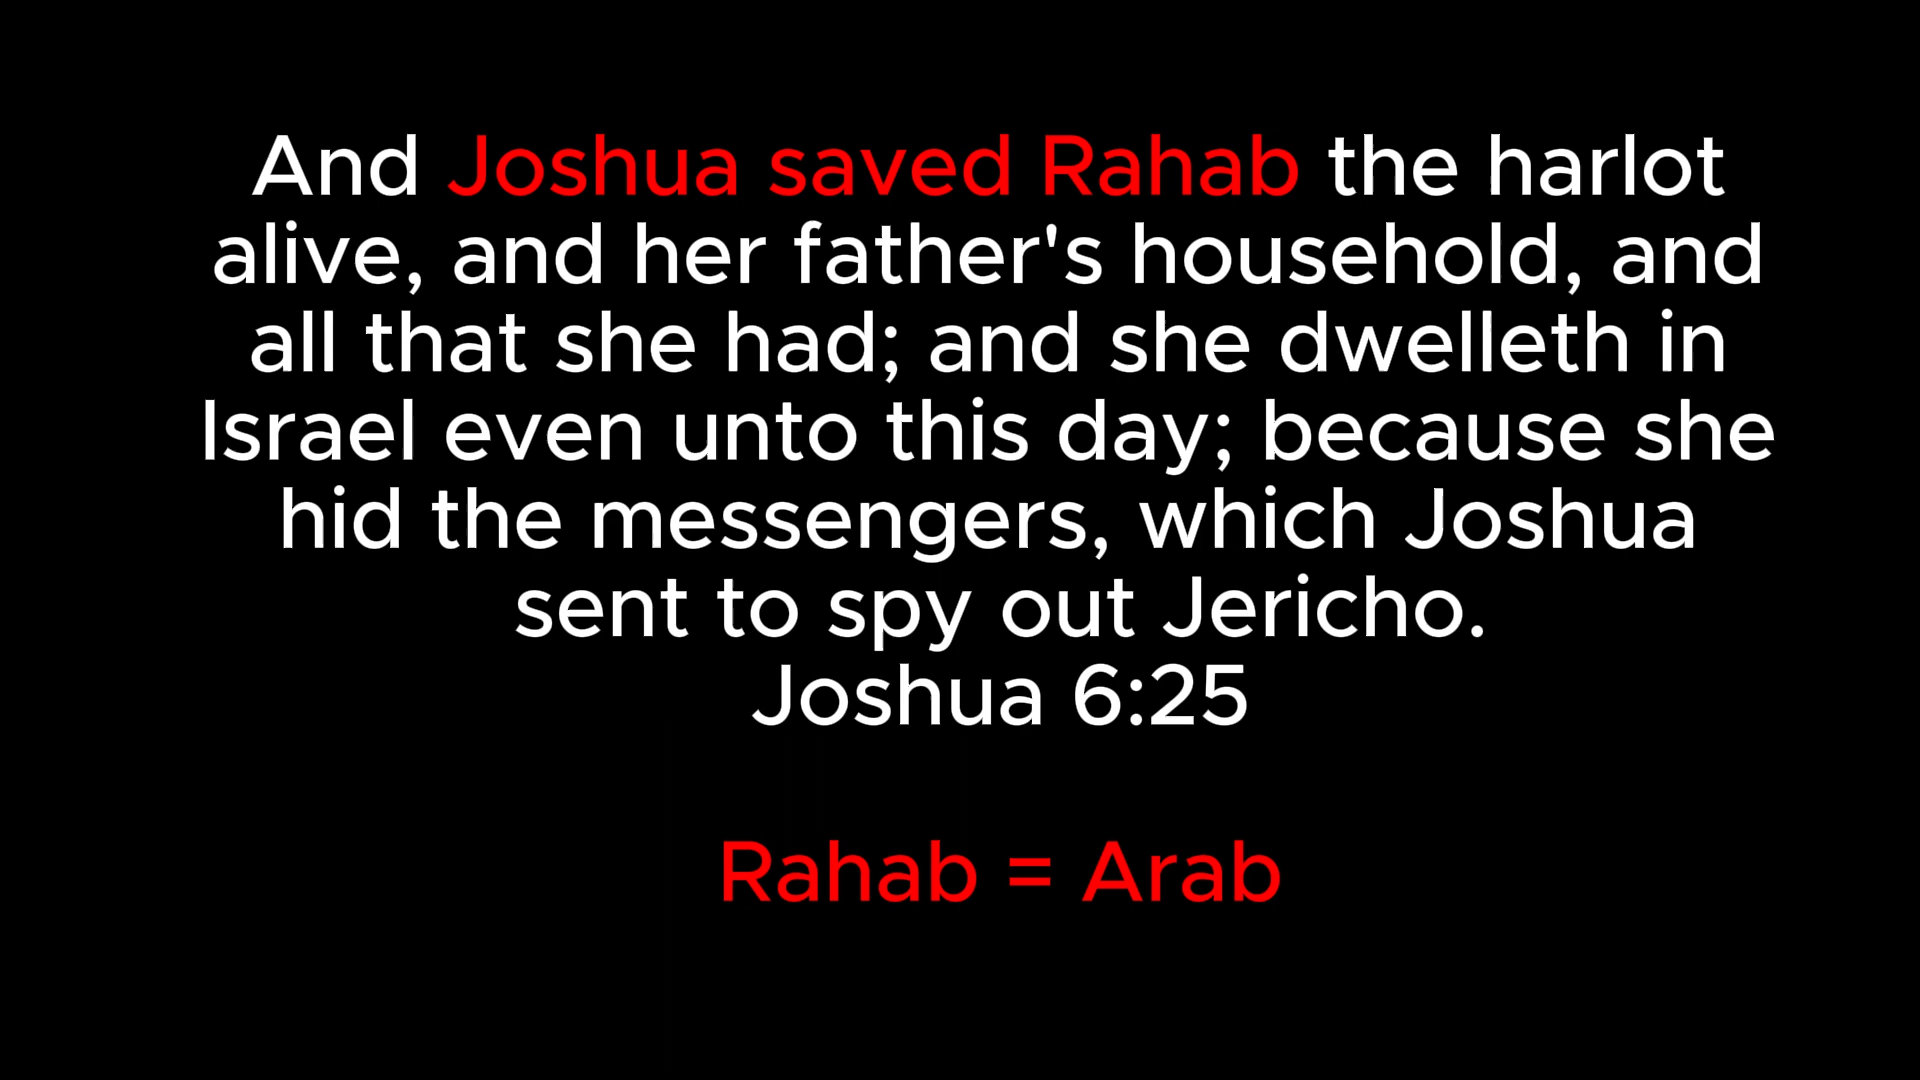 And Joshua saved Rahab the harlot
alive, and her father's household, and
all that she had; and she dwelleth in
Israel even unto this day; because she
hid the messengers, which Joshua
sent to spy out Jericho.
Joshua 6:25
Rahab = Arab